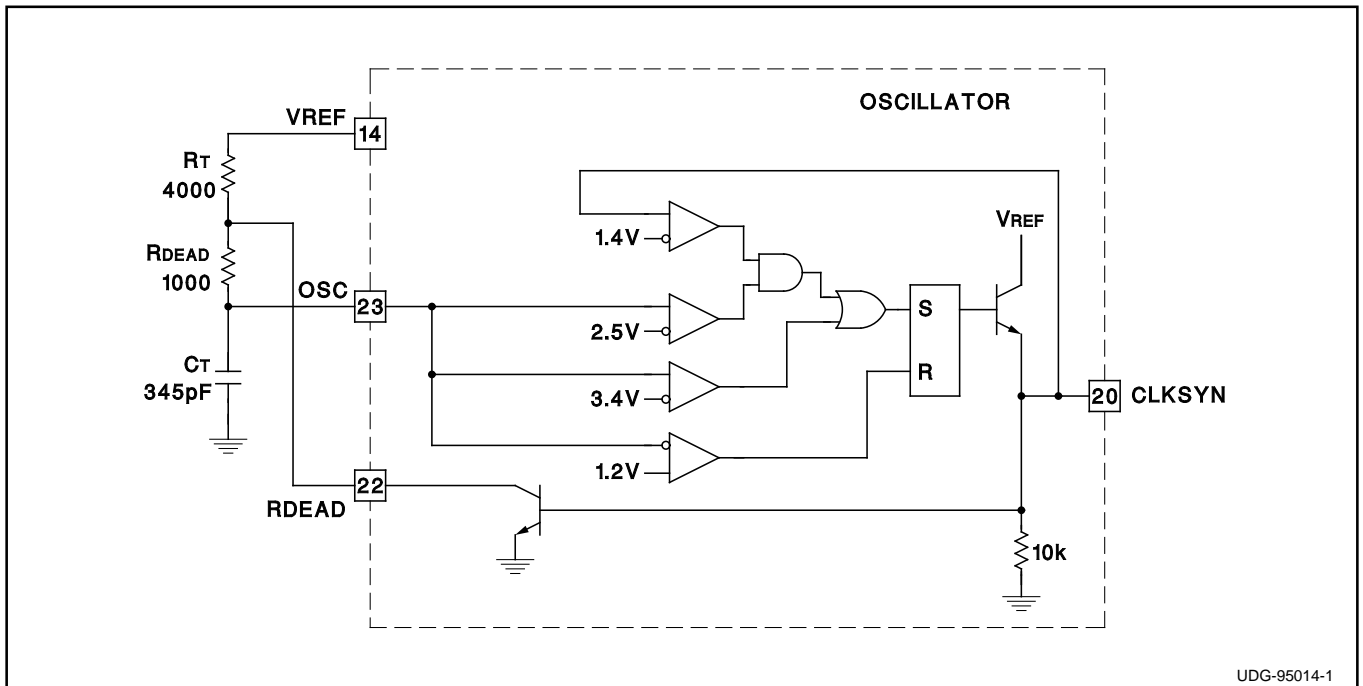 OSCILLATOR
VREF
14
RT
4000
RDEAD
1000
OSC
23
CT
345pF
22
RDEAD
1.4V
2.5V
3.4V
1.2V
S
R
VREF
20
CLKSYN
10k
UDG-95014-1